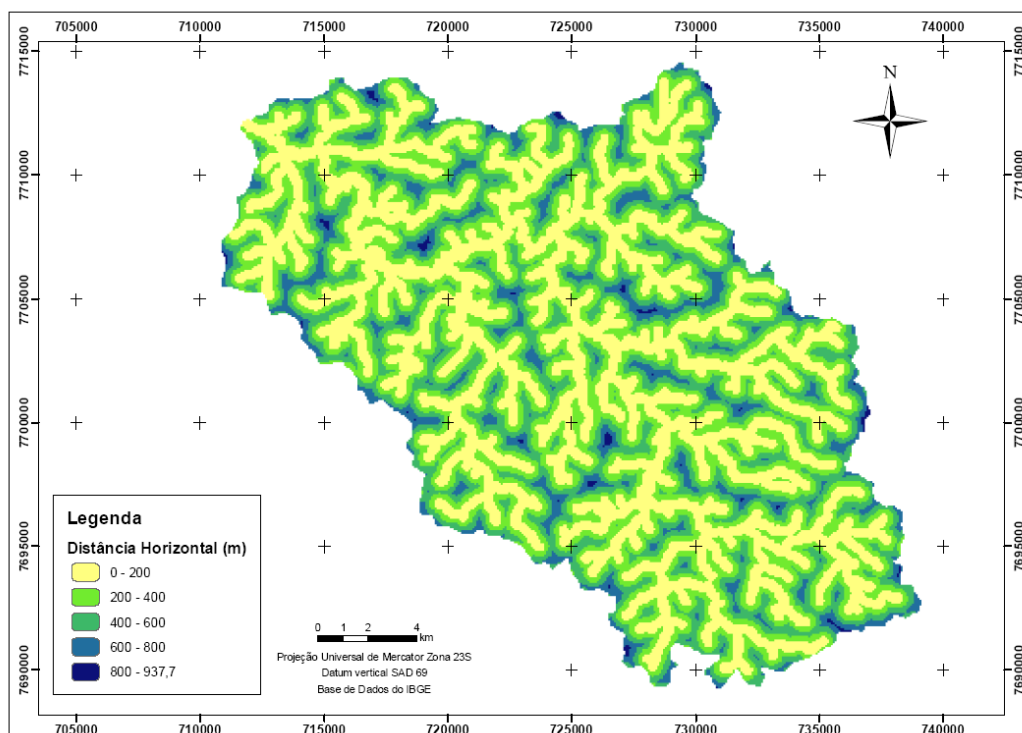 705000 710000 715000 720000 725000 730000 735000 740000
7715000 7715000
N
7710000 7710000
7705000 7705000
7700000 7700000
7695000 7695000
7690000 7690000
Legenda
Distância Horizontal (m)
0 - 200
200 - 400
400 - 600
600 - 800
800 - 937,7
0 1 2 4
km
Projeção Universal de Mercator Zona 23S
Datum vertical SAD 69
Base de Dados do IBGE
705000 710000 715000 720000 725000 730000 735000 740000